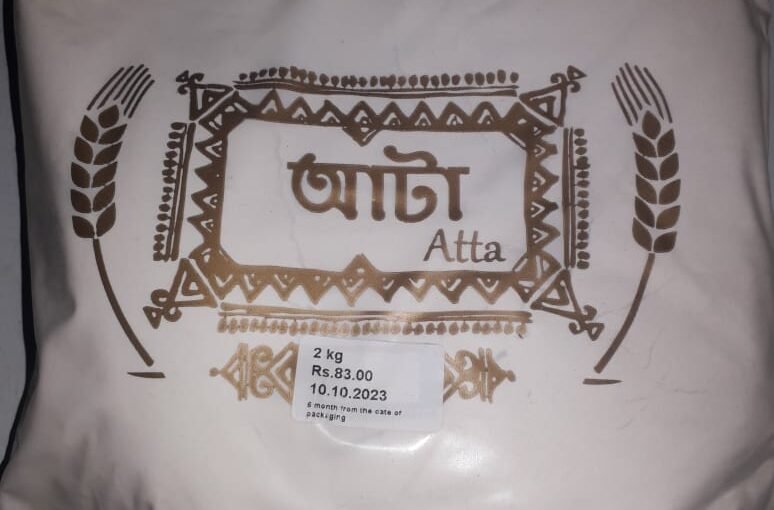 আটা
Atta
2 kg
Rs.83.00
10.10.2023
6 month from the date of
packaging